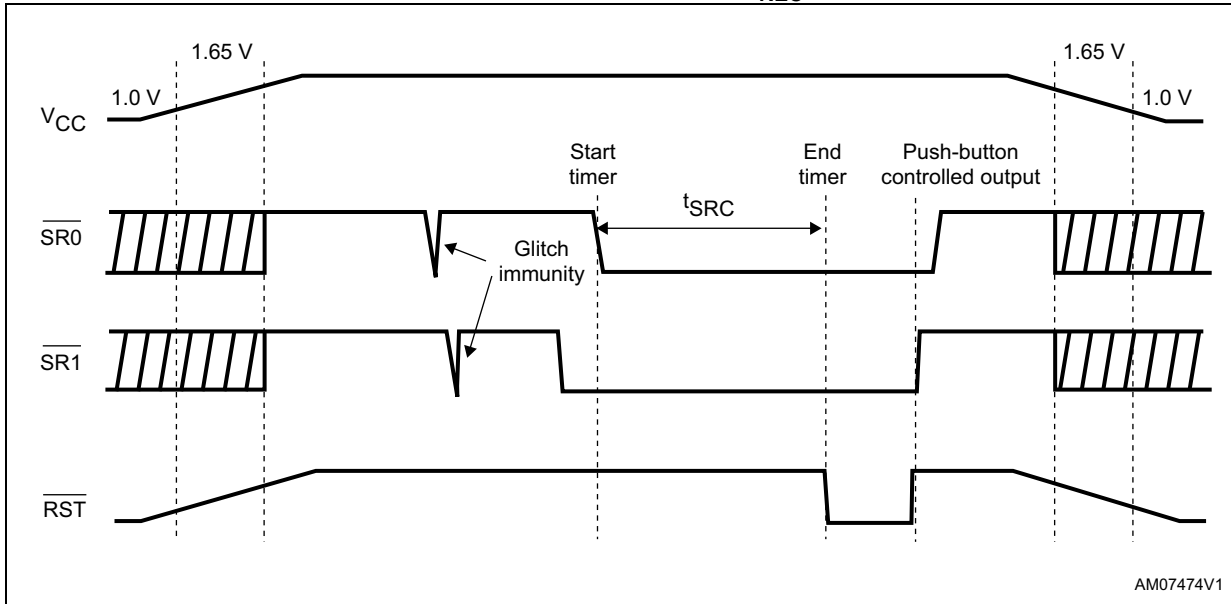 1.65 V
1.65 V
1.0 V
1.0 V
VCC
Start
timer
End
timer
Push-button
controlled output
tSRC
SR0
Glitch
immunity
SR1
RST
AM07474V1